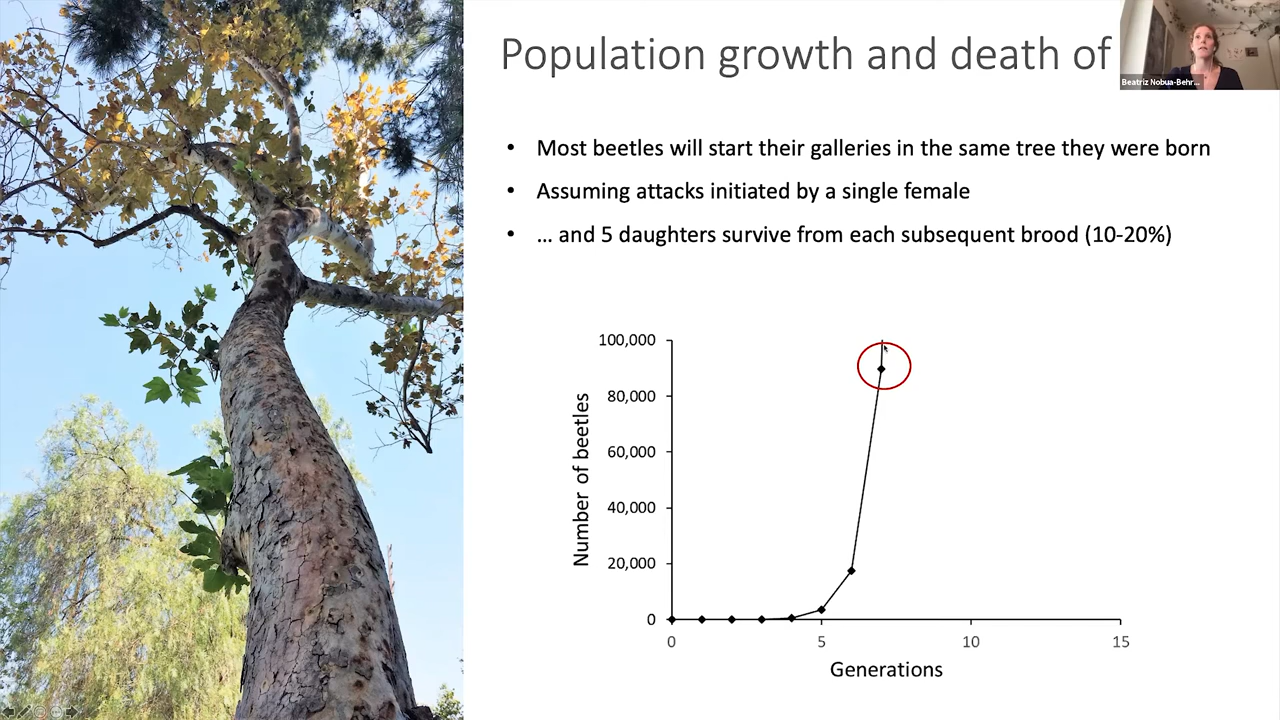 Population growth and death of
Beatriz Nobua-Behr...
• Most beetles will start their galleries in the same tree they were born
• Assuming attacks initiated by a single female
• … and 5 daughters survive from each subsequent brood (10-20%)
100,000
80,000
60,000
40,000
20,000
0
Number of beetles
0 5 10 15
Generations